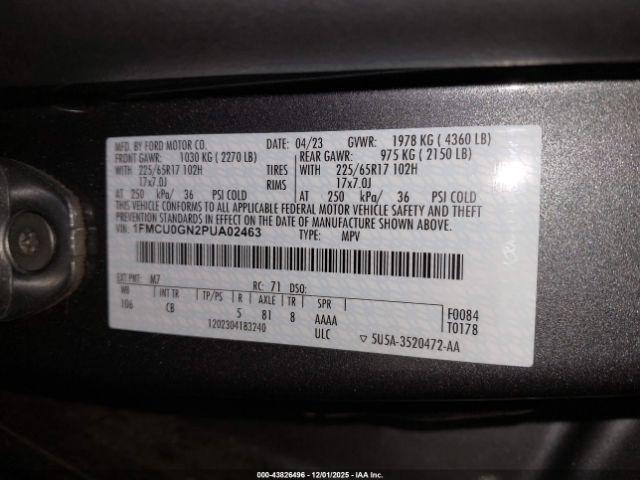 MFD. BY FORD MOTOR CO.
DATE: 04/23 GVWR: 1978 KG ( 4360 LB)
FRONT GAWR: 1030 KG ( 2270 LB) REAR GAWR: 975 KG ( 2150 LB)
WITH 225/65R17 102H TIRES WITH 225/65R17 102H
17x7.0J RIMS 17x7.0J
AT 250 kPa/ 36 PSI COLD AT 250 kPa/ 36 PSI COLD
THIS VEHICLE CONFORMS TO ALL APPLICABLE FEDERAL MOTOR VEHICLE SAFETY AND THEFT
PREVENTION STANDARDS IN EFFECT ON THE DATE OF MANUFACTURE SHOWN ABOVE.
VIN: 1FMCU0GN2PUA02463 TYPE: MPV
EXT PNT: M7 RC: 71 DSO:
WB INT TR TP/PS R AXLE TR SPR
106 CB 5 81 8 AAAA
1202304183240 ULC
F0084
T0178
▽ 5U5A-3520472-AA
000-43826496 - 12/01/2025 - IAAI Inc.